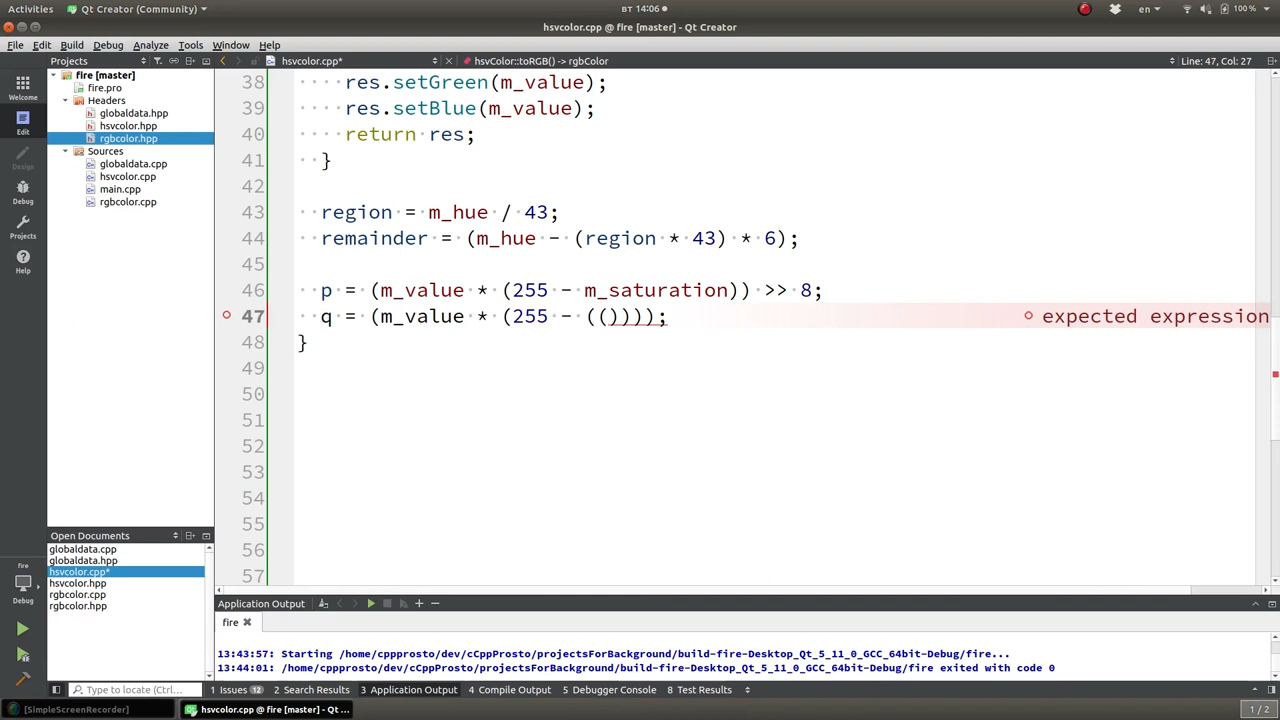 Activities
Qt Creator (Community)
вт 14:06
en
100 %
hsvcolor.cpp @ fire [master] - Qt Creator
File Edit Build Debug Analyze Tools Window Help
Projects
hsvcolor.cpp*
hsvColor::toRGB() -> rgbColor
Line: 47, Col: 27
Welcome
Edit
Design
Debug
Projects
Help
fire
Debug
fire [master]
fire.pro
Headers
globaldata.hpp
hsvcolor.hpp
rgbcolor.hpp
Sources
globaldata.cpp
hsvcolor.cpp
main.cpp
rgbcolor.cpp
Open Documents
globaldata.cpp
globaldata.hpp
hsvcolor.cpp*
hsvcolor.hpp
rgbcolor.cpp
rgbcolor.hpp
38 res.setGreen(m_value);
39 res.setBlue(m_value);
40 return res;
41 }
42
43 region = m_hue / 43;
44 remainder = (m_hue - (region * 43) * 6);
45
46 p = (m_value * (255 - m_saturation)) >> 8;
47 q = (m_value * (255 - (())))); expected expression
48 }
49
50
51
52
53
54
55
56
57
Application Output
fire
13:43:57: Starting /home/cppprosto/dev/cCppProsto/projectsForBackground/build-fire-Desktop_Qt_5_11_0_GCC_64bit-Debug/fire...
13:44:01: /home/cppprosto/dev/cCppProsto/projectsForBackground/build-fire-Desktop_Qt_5_11_0_GCC_64bit-Debug/fire exited with code 0
Type to locate (Ctrl...
1 Issues 12 2 Search Results 3 Application Output 4 Compile Output 5 Debugger Console 8 Test Results
[SimpleScreenRecorder]
hsvcolor.cpp @ fire [master] - Qt ...
1 / 2